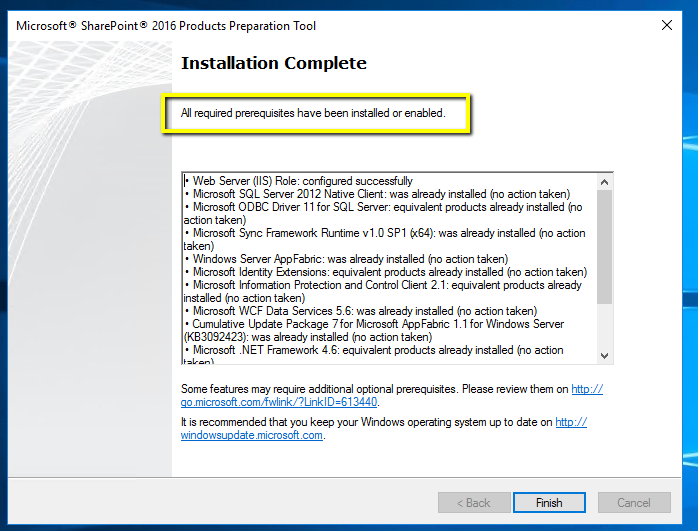 Microsoft® SharePoint® 2016 Products Preparation Tool
Installation Complete
All required prerequisites have been installed or enabled.
• Web Server (IIS) Role: configured successfully
• Microsoft SQL Server 2012 Native Client: was already installed (no action taken)
• Microsoft ODBC Driver 11 for SQL Server: equivalent products already installed (no
action taken)
• Microsoft Sync Framework Runtime v1.0 SP1 (x64): was already installed (no action
taken)
• Windows Server AppFabric: was already installed (no action taken)
• Microsoft Identity Extensions: equivalent products already installed (no action taken)
• Microsoft Information Protection and Control Client 2.1: equivalent products already
installed (no action taken)
• Microsoft WCF Data Services 5.6: was already installed (no action taken)
• Cumulative Update Package 7 for Microsoft AppFabric 1.1 for Windows Server
(KB3092423): was already installed (no action taken)
• Microsoft .NET Framework 4.6: equivalent products already installed (no action
taken)
Some features may require additional optional prerequisites. Please review them on http://
go.microsoft.com/fwlink/?LinkID=613440.
It is recommended that you keep your Windows operating system up to date on http://
windowsupdate.microsoft.com.
< Back
Finish
Cancel